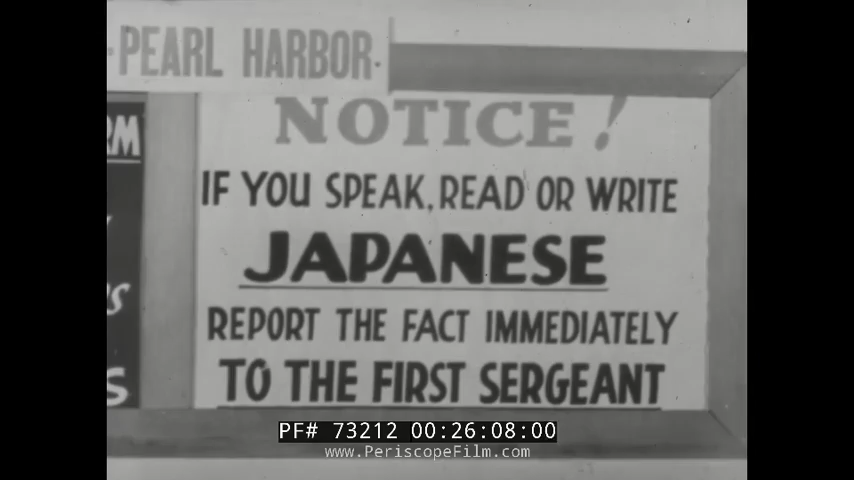 ·PEARL HARBOR·
NOTICE!
IF YOU SPEAK, READ OR WRITE
JAPANESE
REPORT THE FACT IMMEDIATELY
TO THE FIRST SERGEANT
PF# 73212 00:26:08:00
www.PeriscopeFilm.com